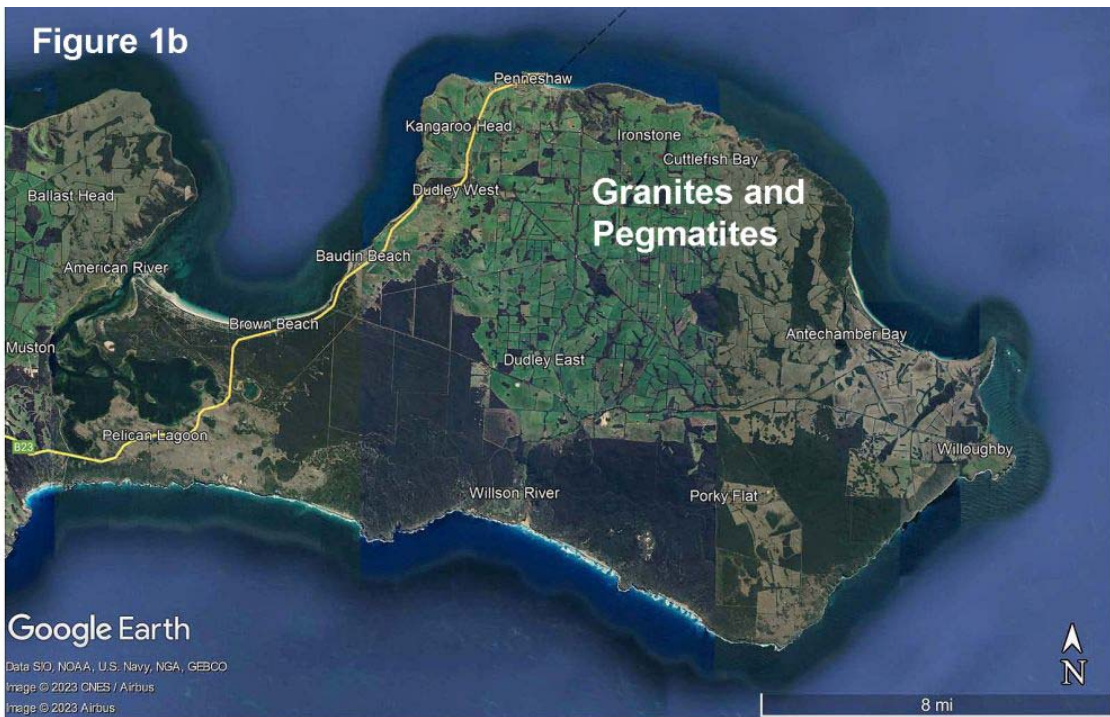 Figure 1b
Penneshaw
Kangaroo Head
Ironstone
Cuttlefish Bay
Ballast Head
Dudley West
Granites and
Pegmatites
Baudin Beach
American River
Brown Beach
Antechamber Bay
Muston
Dudley East
Pelican Lagoon
B23
Willoughby
Willson River
Porky Flat
Google Earth
Data SIO, NOAA, U.S. Navy, NGA, GEBCO
Image © 2023 CNES / Airbus
Image © 2023 Airbus
N
8 mi